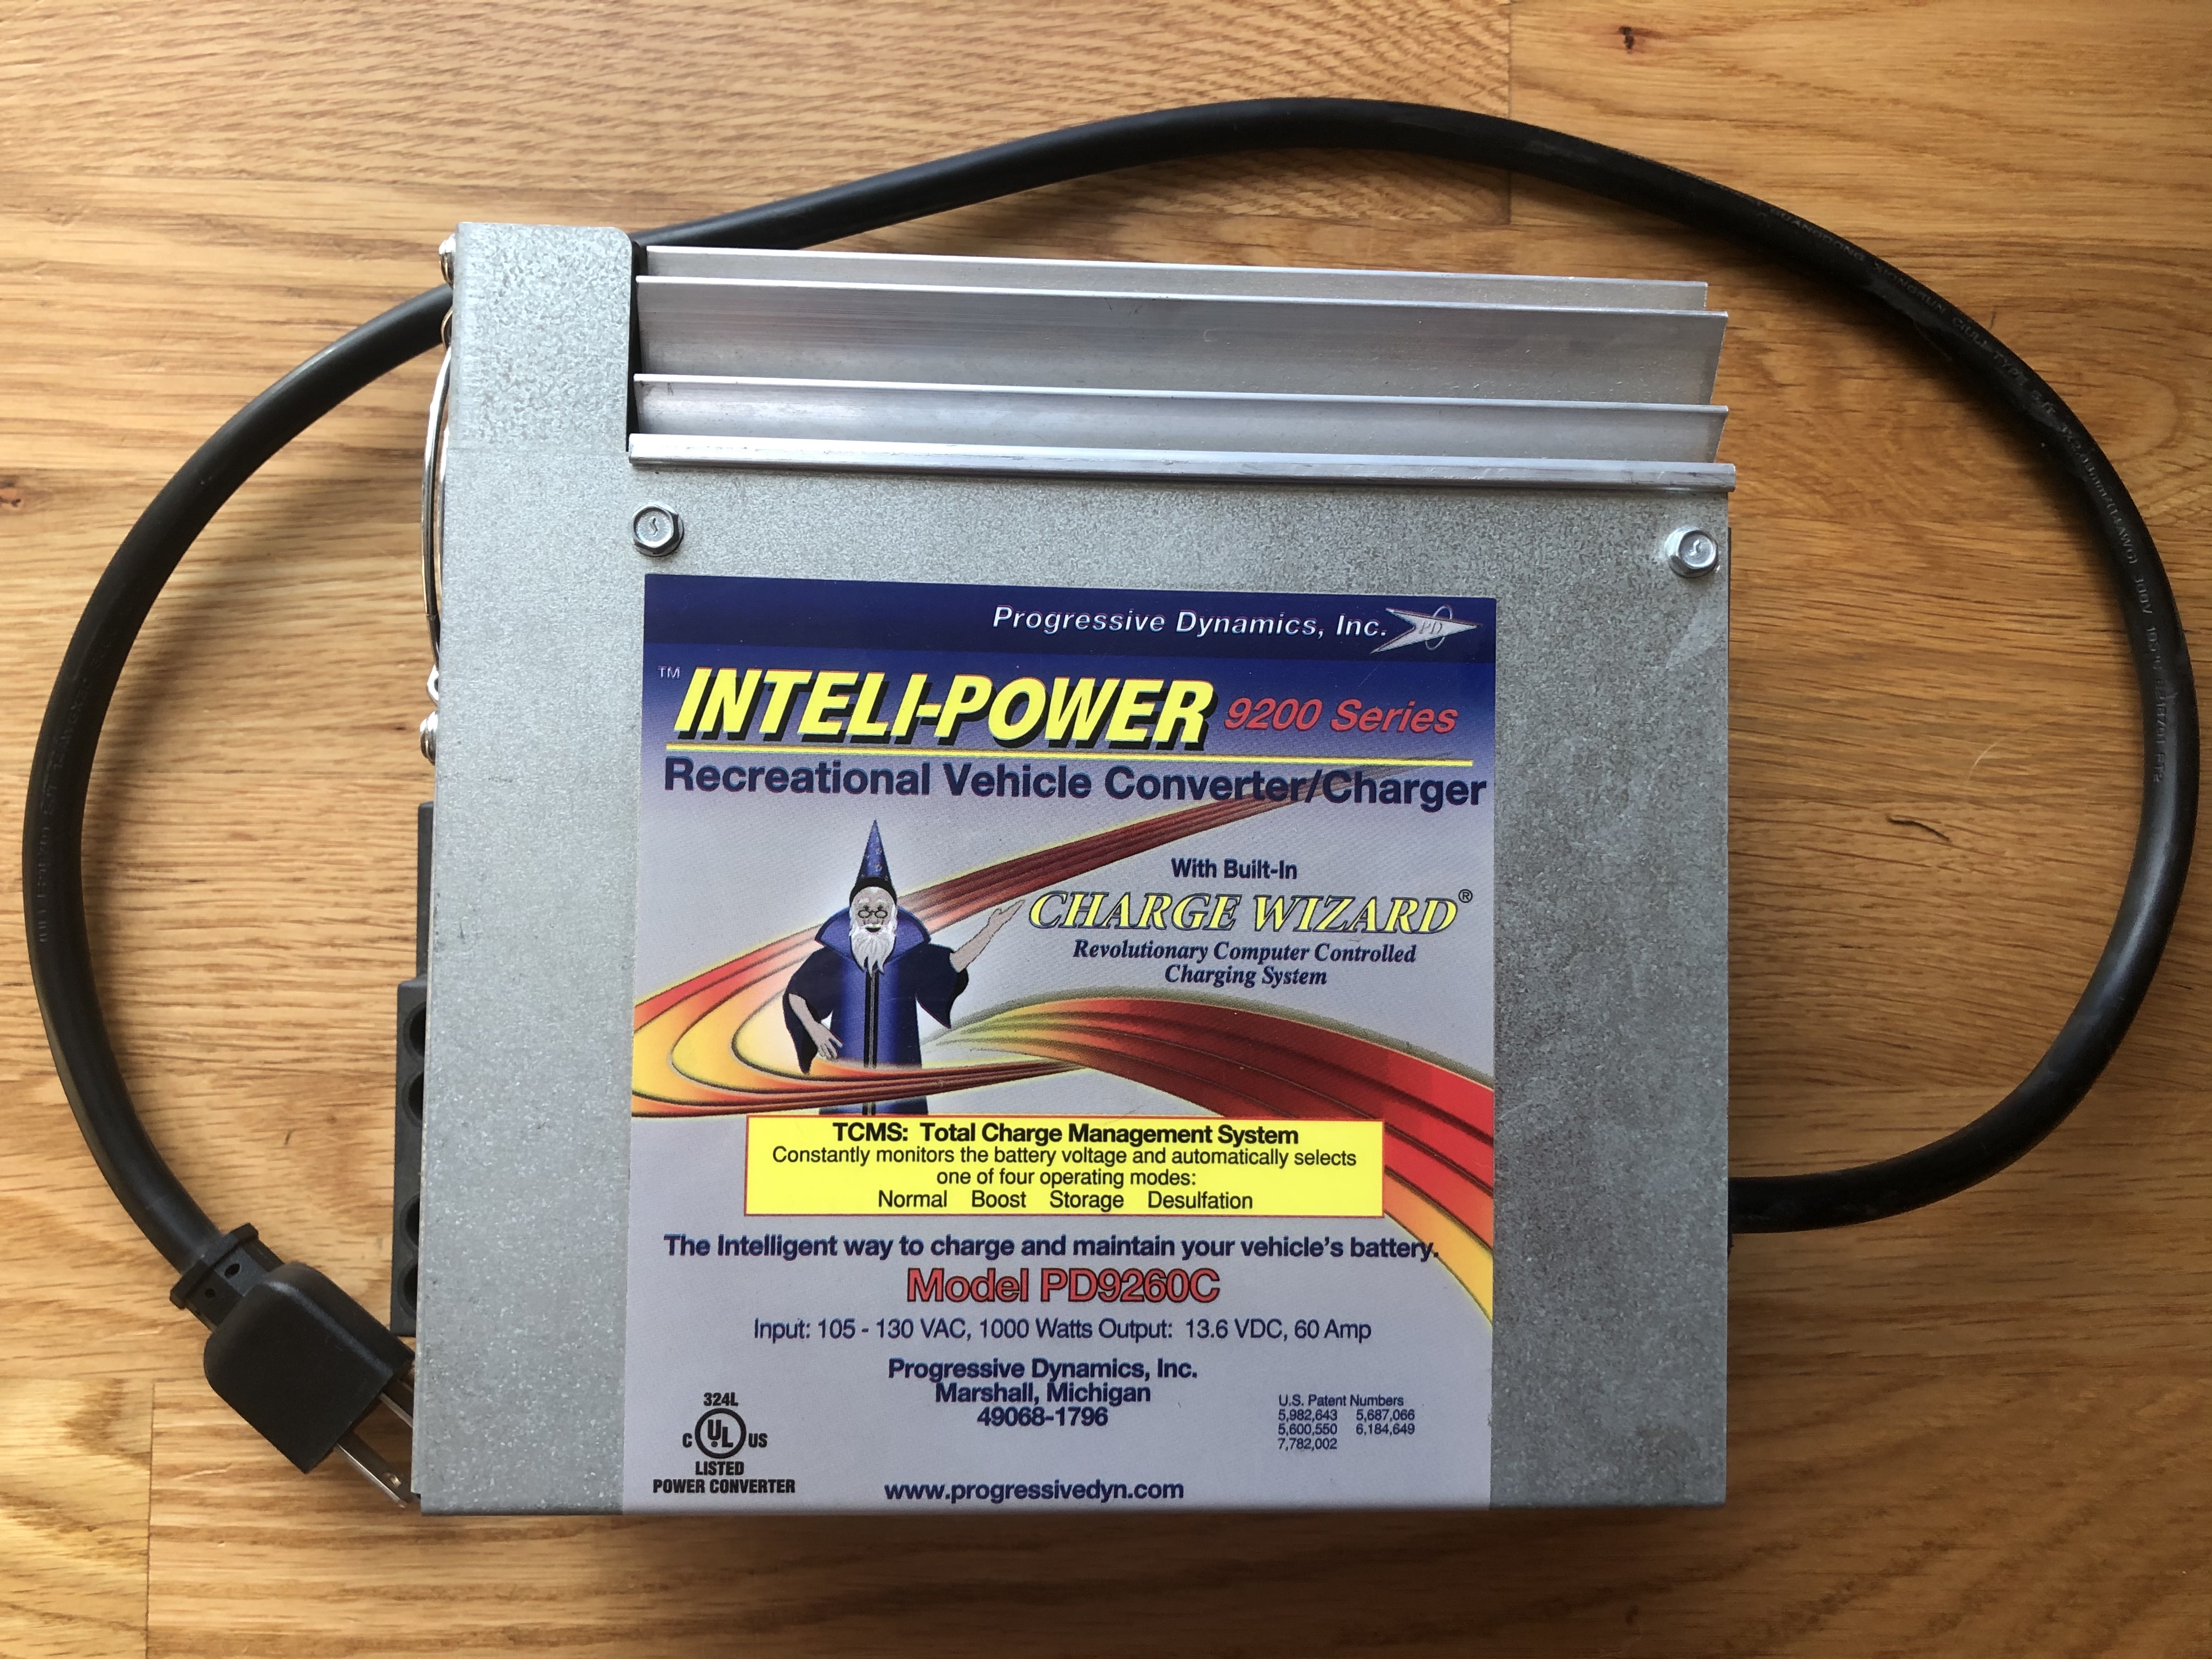 Progressive Dynamics, Inc.
PD
™ INTELI-POWER 9200 Series
Recreational Vehicle Converter/Charger
With Built-In
CHARGE WIZARD®
Revolutionary Computer Controlled
Charging System
TCMS: Total Charge Management System
Constantly monitors the battery voltage and automatically selects
one of four operating modes:
Normal Boost Storage Desulfation
The Intelligent way to charge and maintain your vehicle's battery.
Model PD9260C
Input: 105 - 130 VAC, 1000 Watts Output: 13.6 VDC, 60 Amp
Progressive Dynamics, Inc.
Marshall, Michigan
49068-1796
324L
C UL US
LISTED
POWER CONVERTER
U.S. Patent Numbers
5,982,643 5,687,066
5,600,550 6,184,649
7,782,002
www.progressivedyn.com